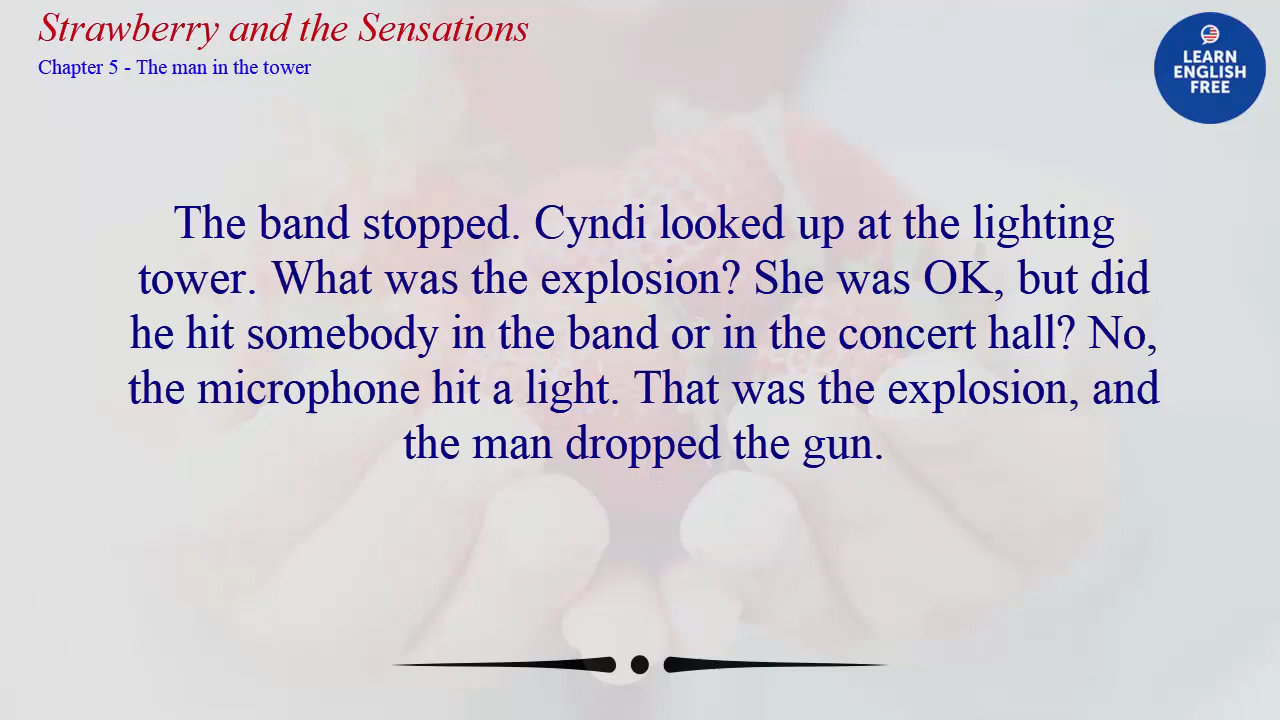 Strawberry and the Sensations
Chapter 5 - The man in the tower
LEARN
ENGLISH
FREE
The band stopped. Cyndi looked up at the lighting
tower. What was the explosion? She was OK, but did
he hit somebody in the band or in the concert hall? No,
the microphone hit a light. That was the explosion, and
the man dropped the gun.